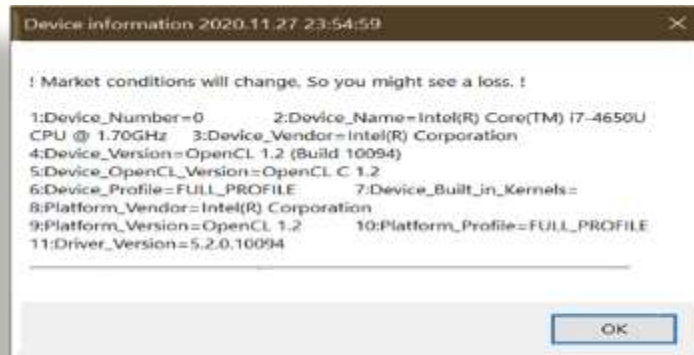 Device information 2020.11.27 23:54:59
! Market conditions will change. So you might see a loss. !
1:Device_Number=0 2:Device_Name=Intel(R) Core(TM) i7-4650U
CPU @ 1.70GHz 3:Device_Vendor=Intel(R) Corporation
4:Device_Version=OpenCL 1.2 (Build 10094)
5:Device_OpenCL_Version=OpenCL C 1.2
6:Device_Profile=FULL_PROFILE 7:Device_Built_in_Kernels=
8:Platform_Vendor=Intel(R) Corporation
9:Platform_Version=OpenCL 1.2 10:Platform_Profile=FULL_PROFILE
11:Driver_Version=5.2.0.10094
OK